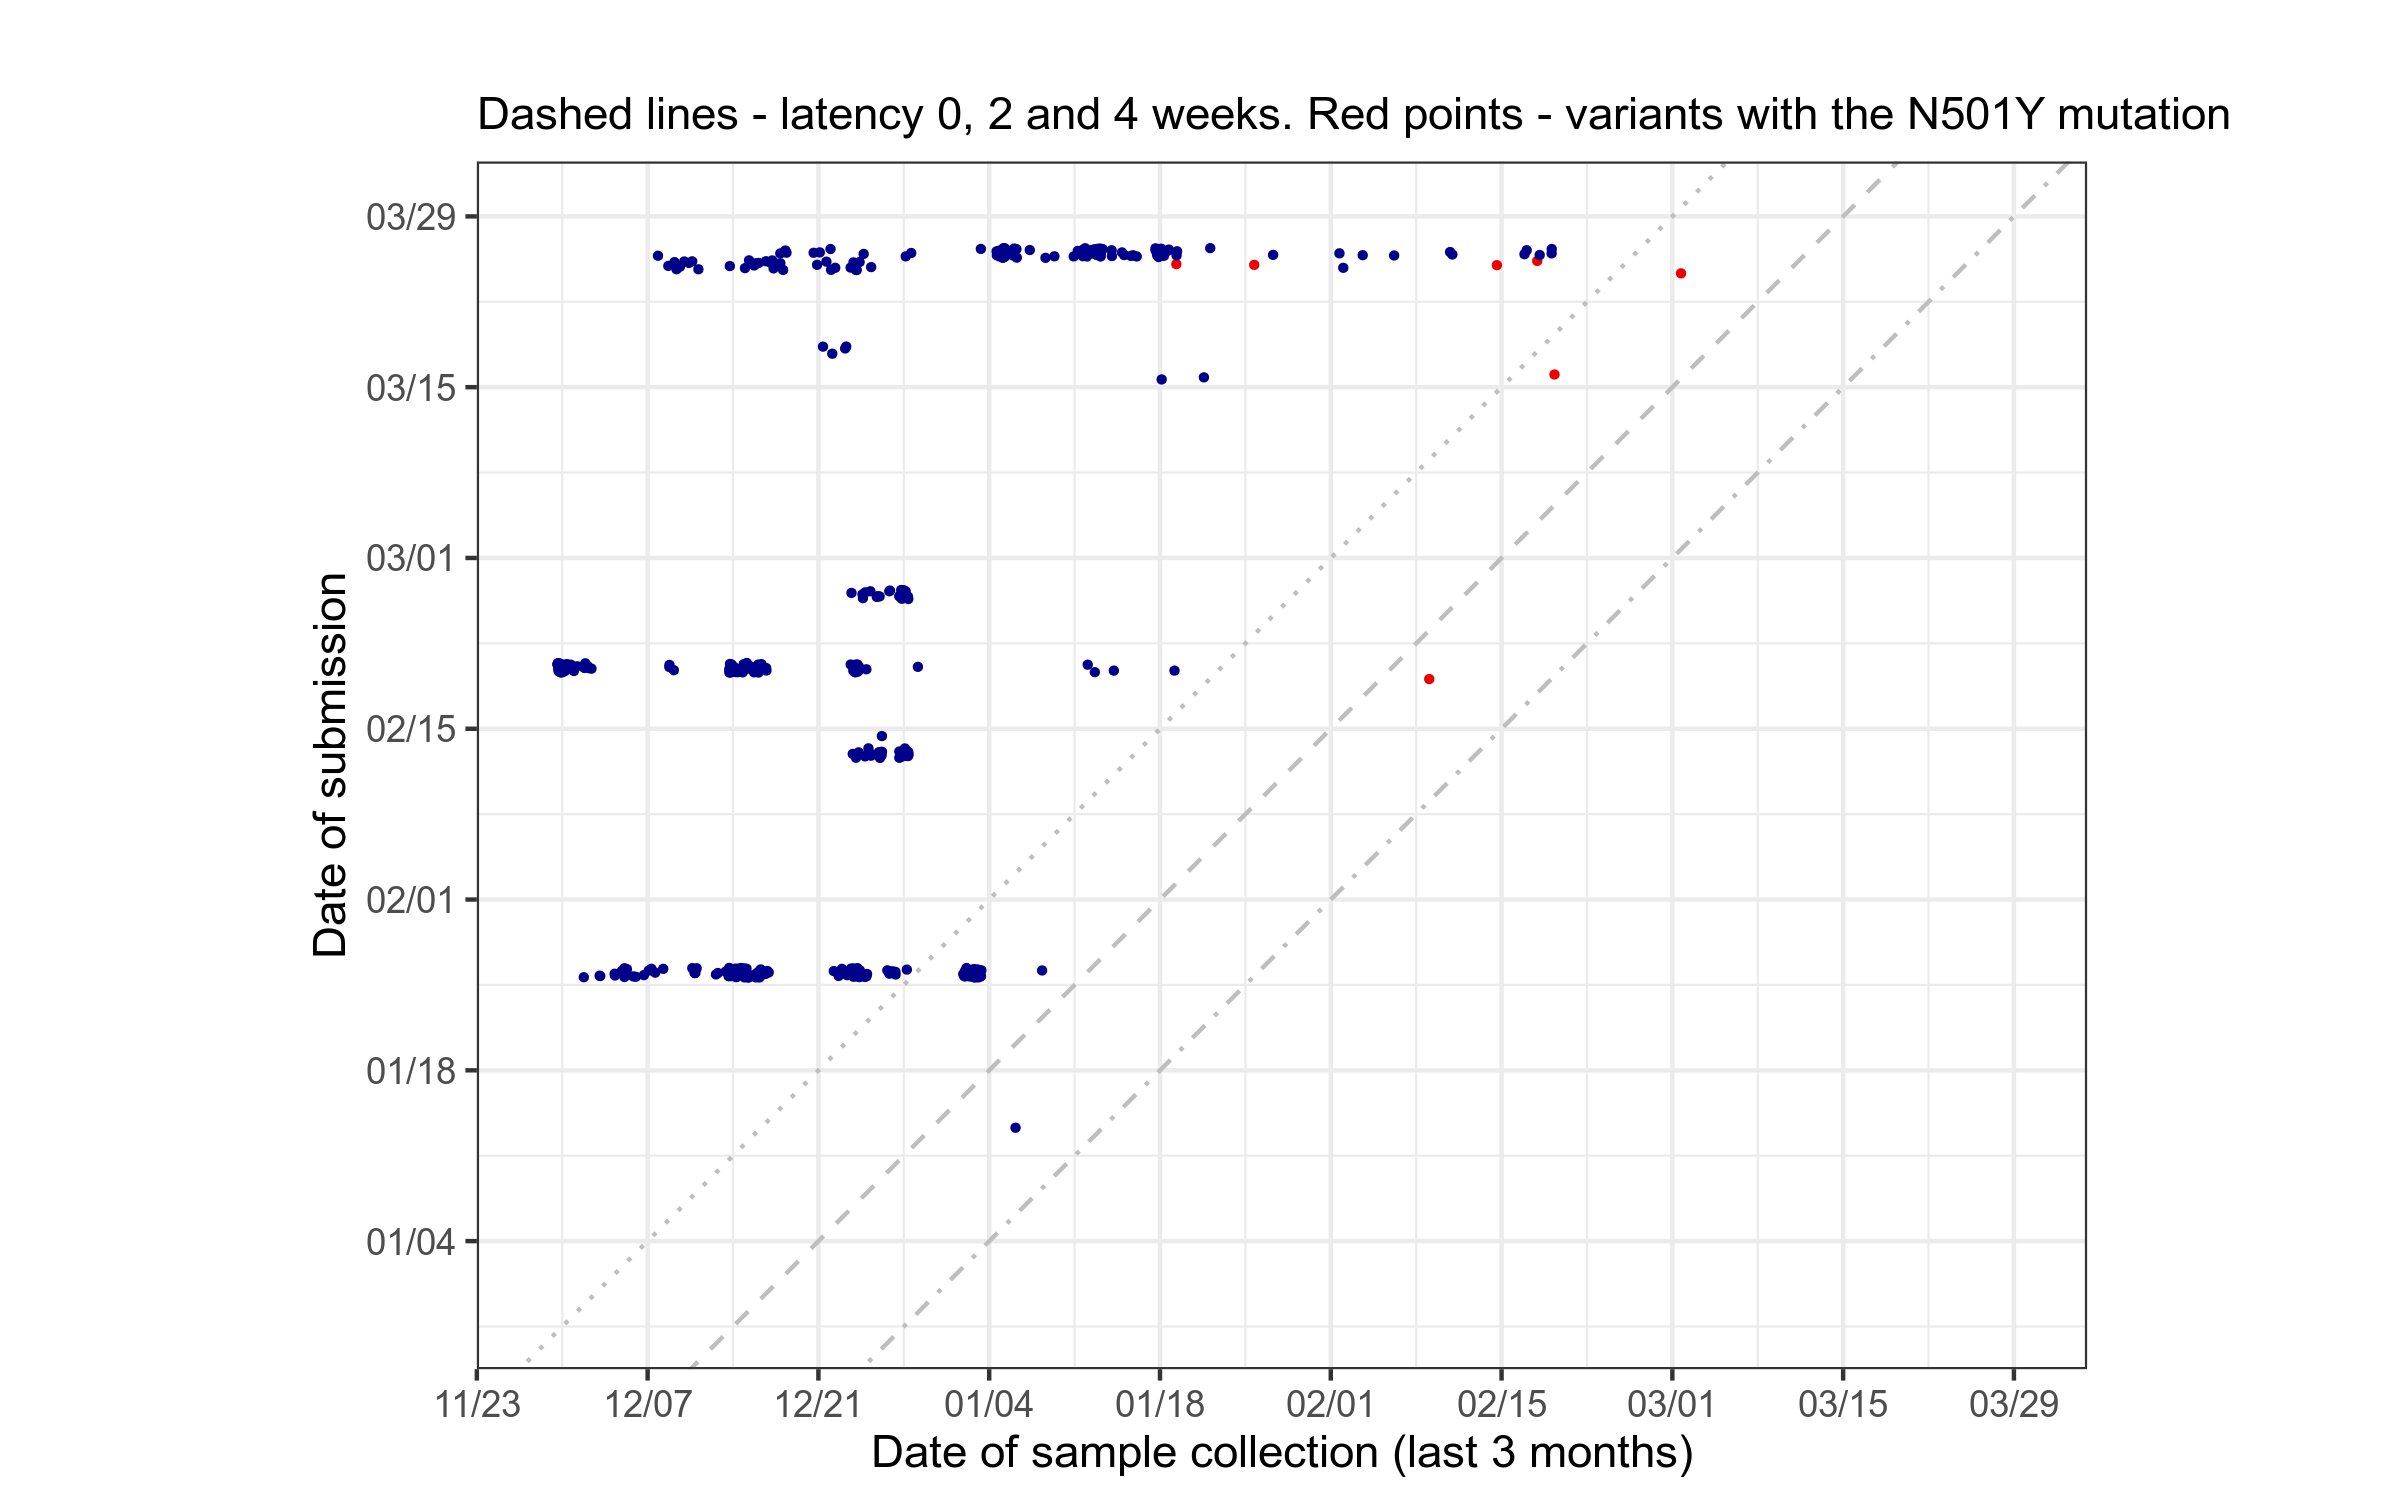 Dashed lines - latency 0, 2 and 4 weeks. Red points - variants with the N501Y mutation
03/29
03/15
03/01
02/15
02/01
01/18
01/04
Date of submission
11/23 12/07 12/21 01/04 01/18 02/01 02/15 03/01 03/15 03/29
Date of sample collection (last 3 months)